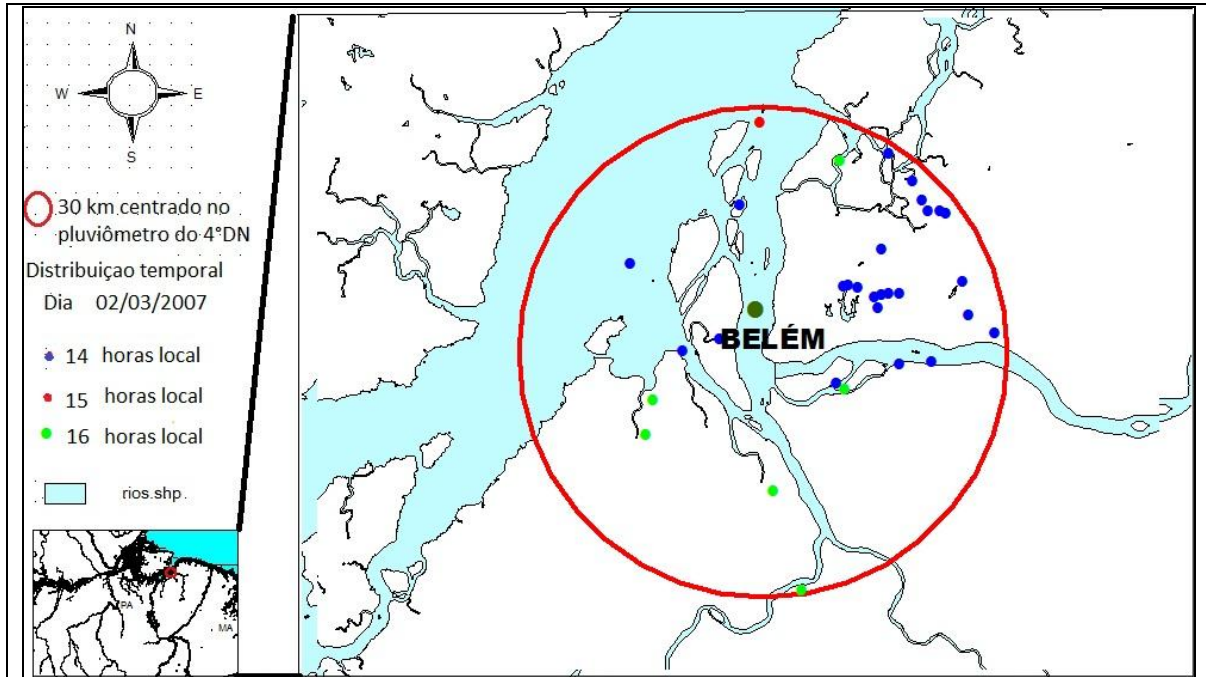 N
W
E
S
30 km centrado no
pluviômetro do 4°DN
Distribuiçao temporal
Dia 02/03/2007
14 horas local
15 horas local
16 horas local
rios.shp
PA
MA
BELÉM